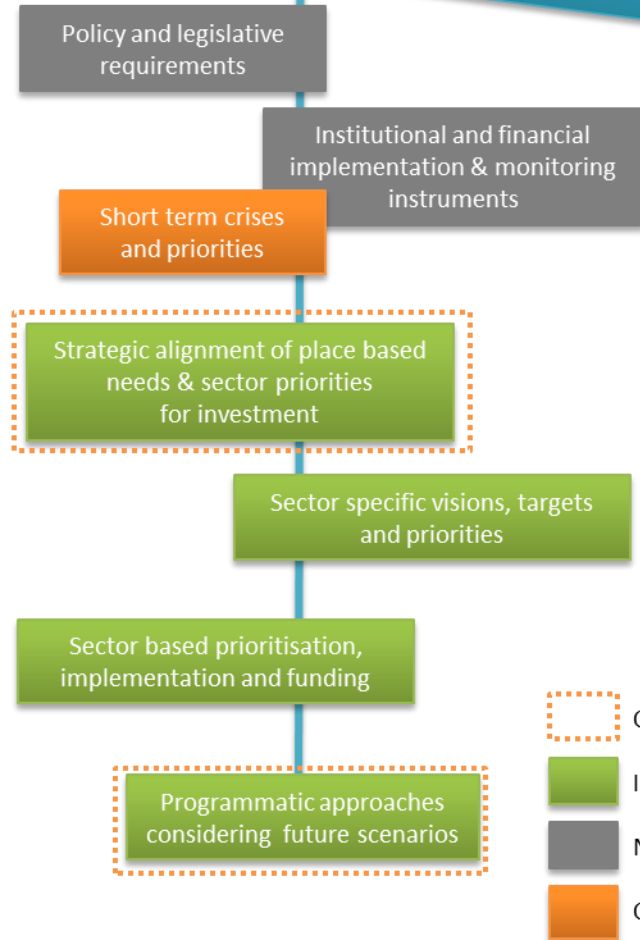 Policy and legislative
requirements
Institutional and financial
implementation & monitoring
instruments
Short term crises
and priorities
Strategic alignment of place based
needs & sector priorities
for investment
Sector specific visions, targets
and priorities
Sector based prioritisation,
implementation and funding
Programmatic approaches
considering future scenarios